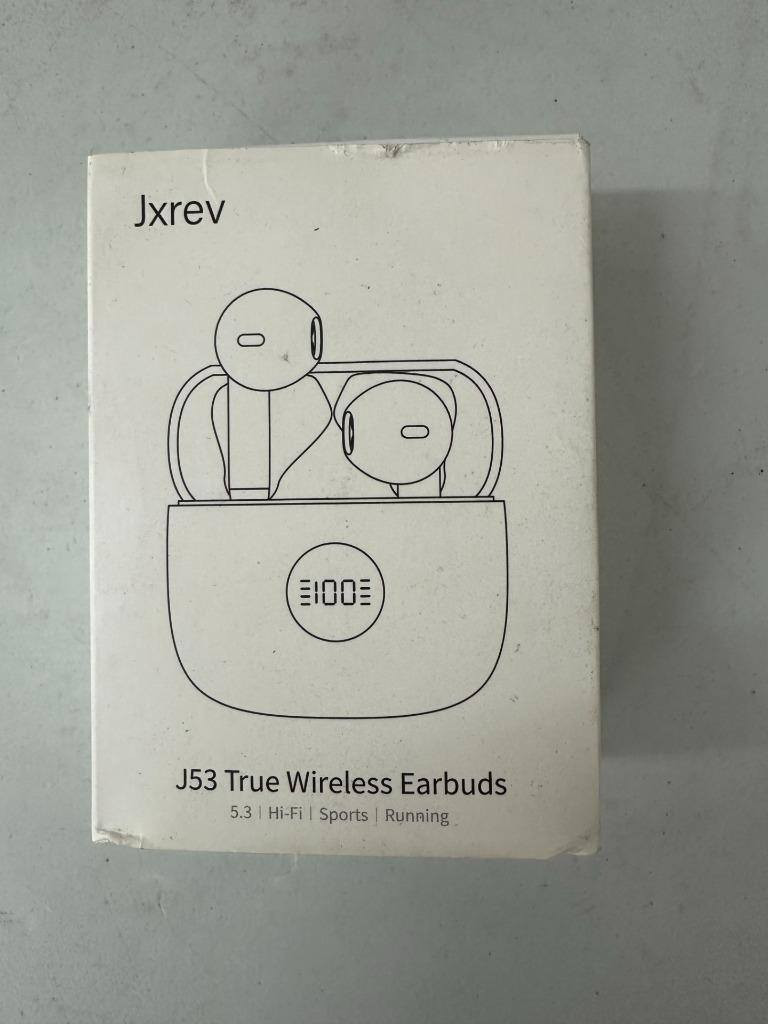 Jxrev
100
J53 True Wireless Earbuds
5.3 | Hi-Fi | Sports | Running